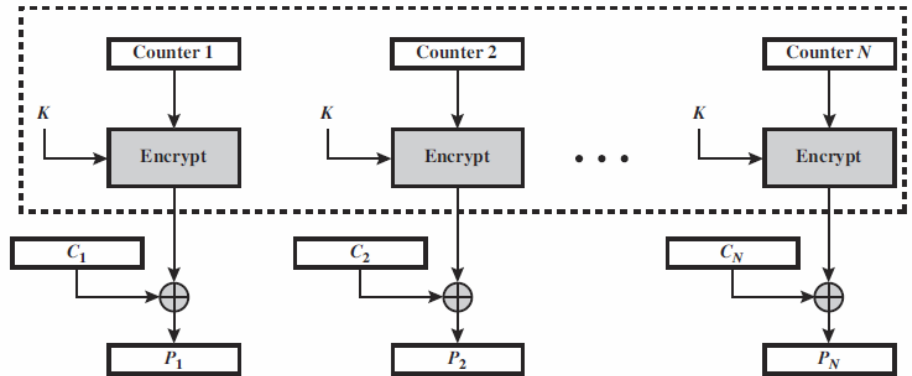 Counter 1 Counter 2 Counter N
K K K
Encrypt Encrypt • • • Encrypt
C1 C2 CN
P1 P2 PN